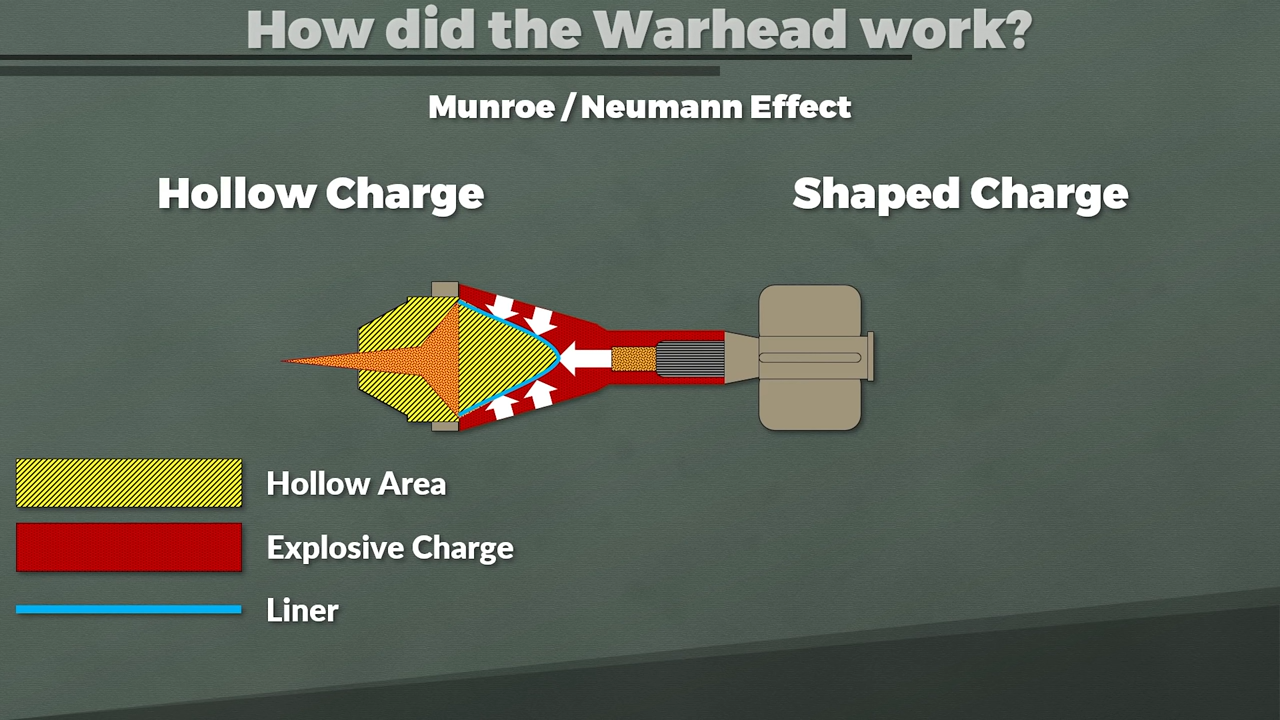 How did the Warhead work?
Munroe / Neumann Effect
Hollow Charge
Shaped Charge
Hollow Area
Explosive Charge
Liner